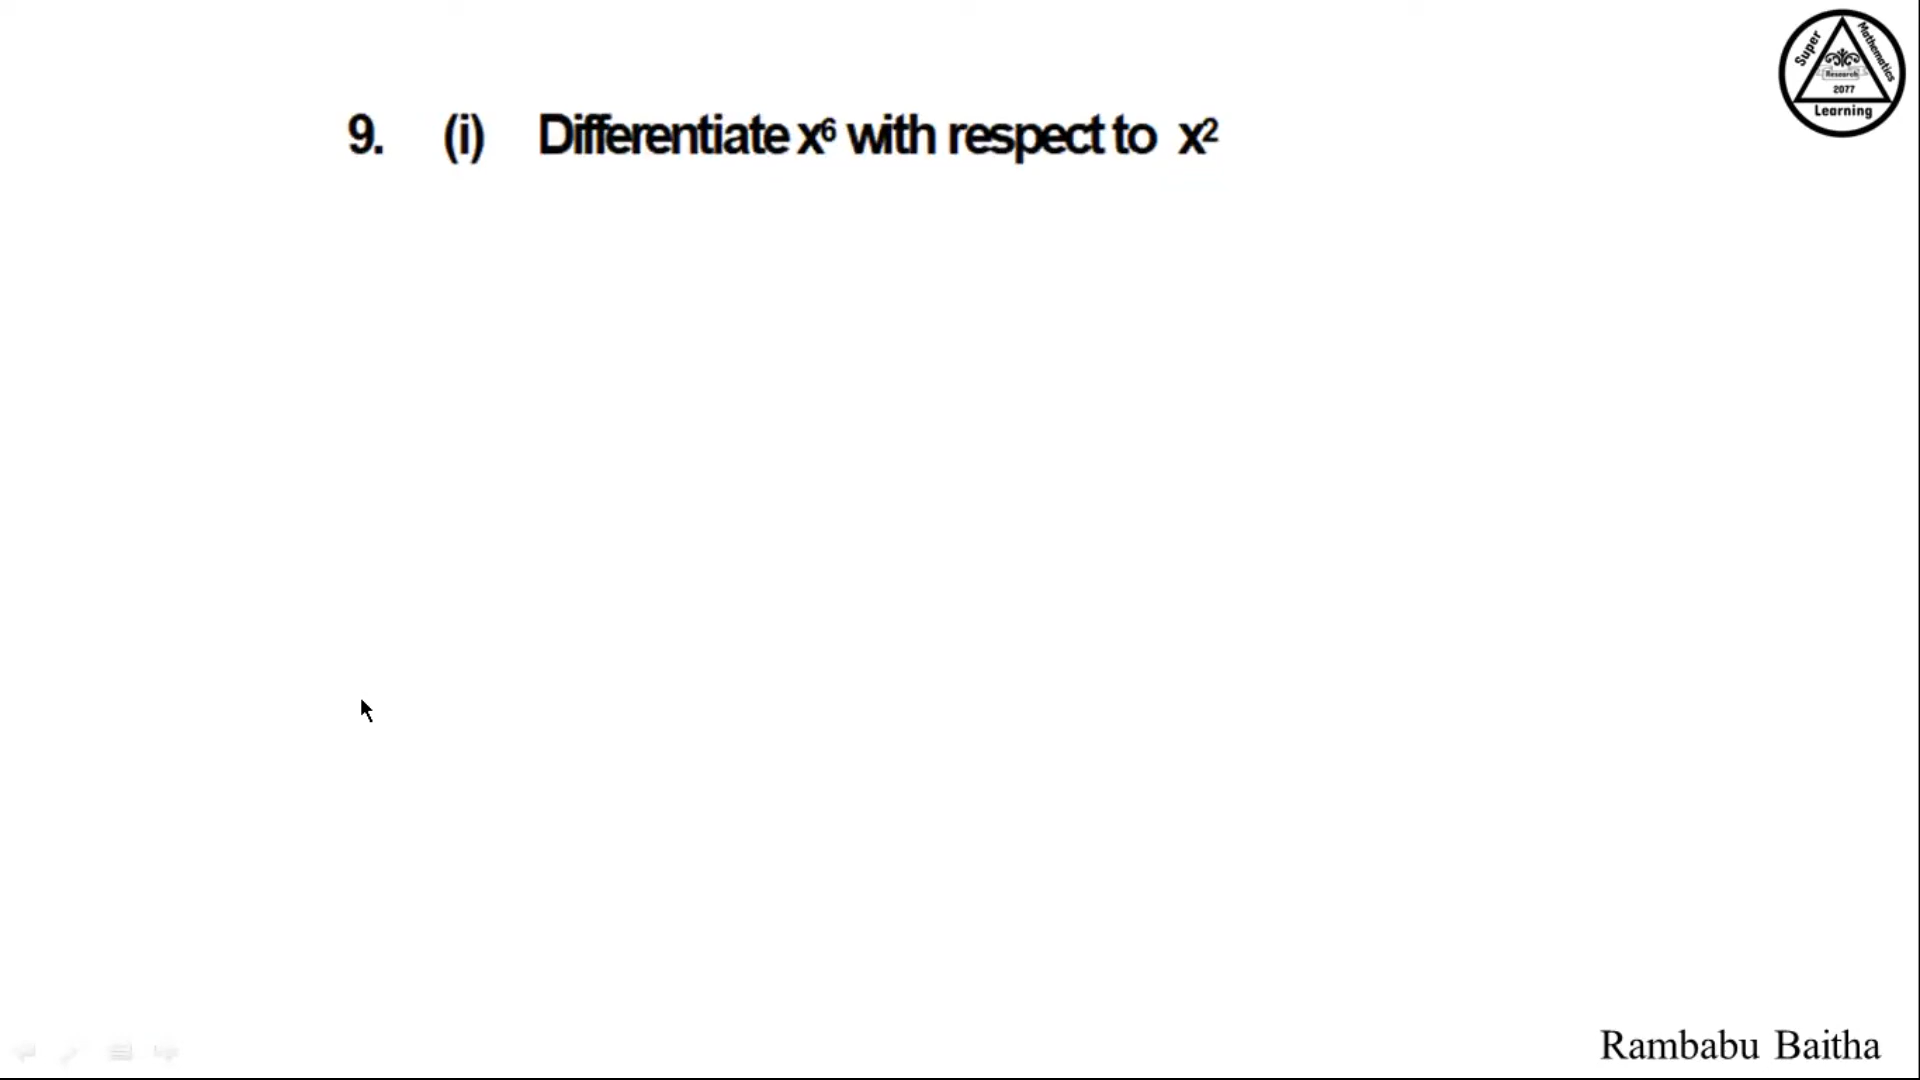 9. (i) Differentiate x⁶ with respect to x²
Super Mathematics
Research
2077
Learning
Rambabu Baitha